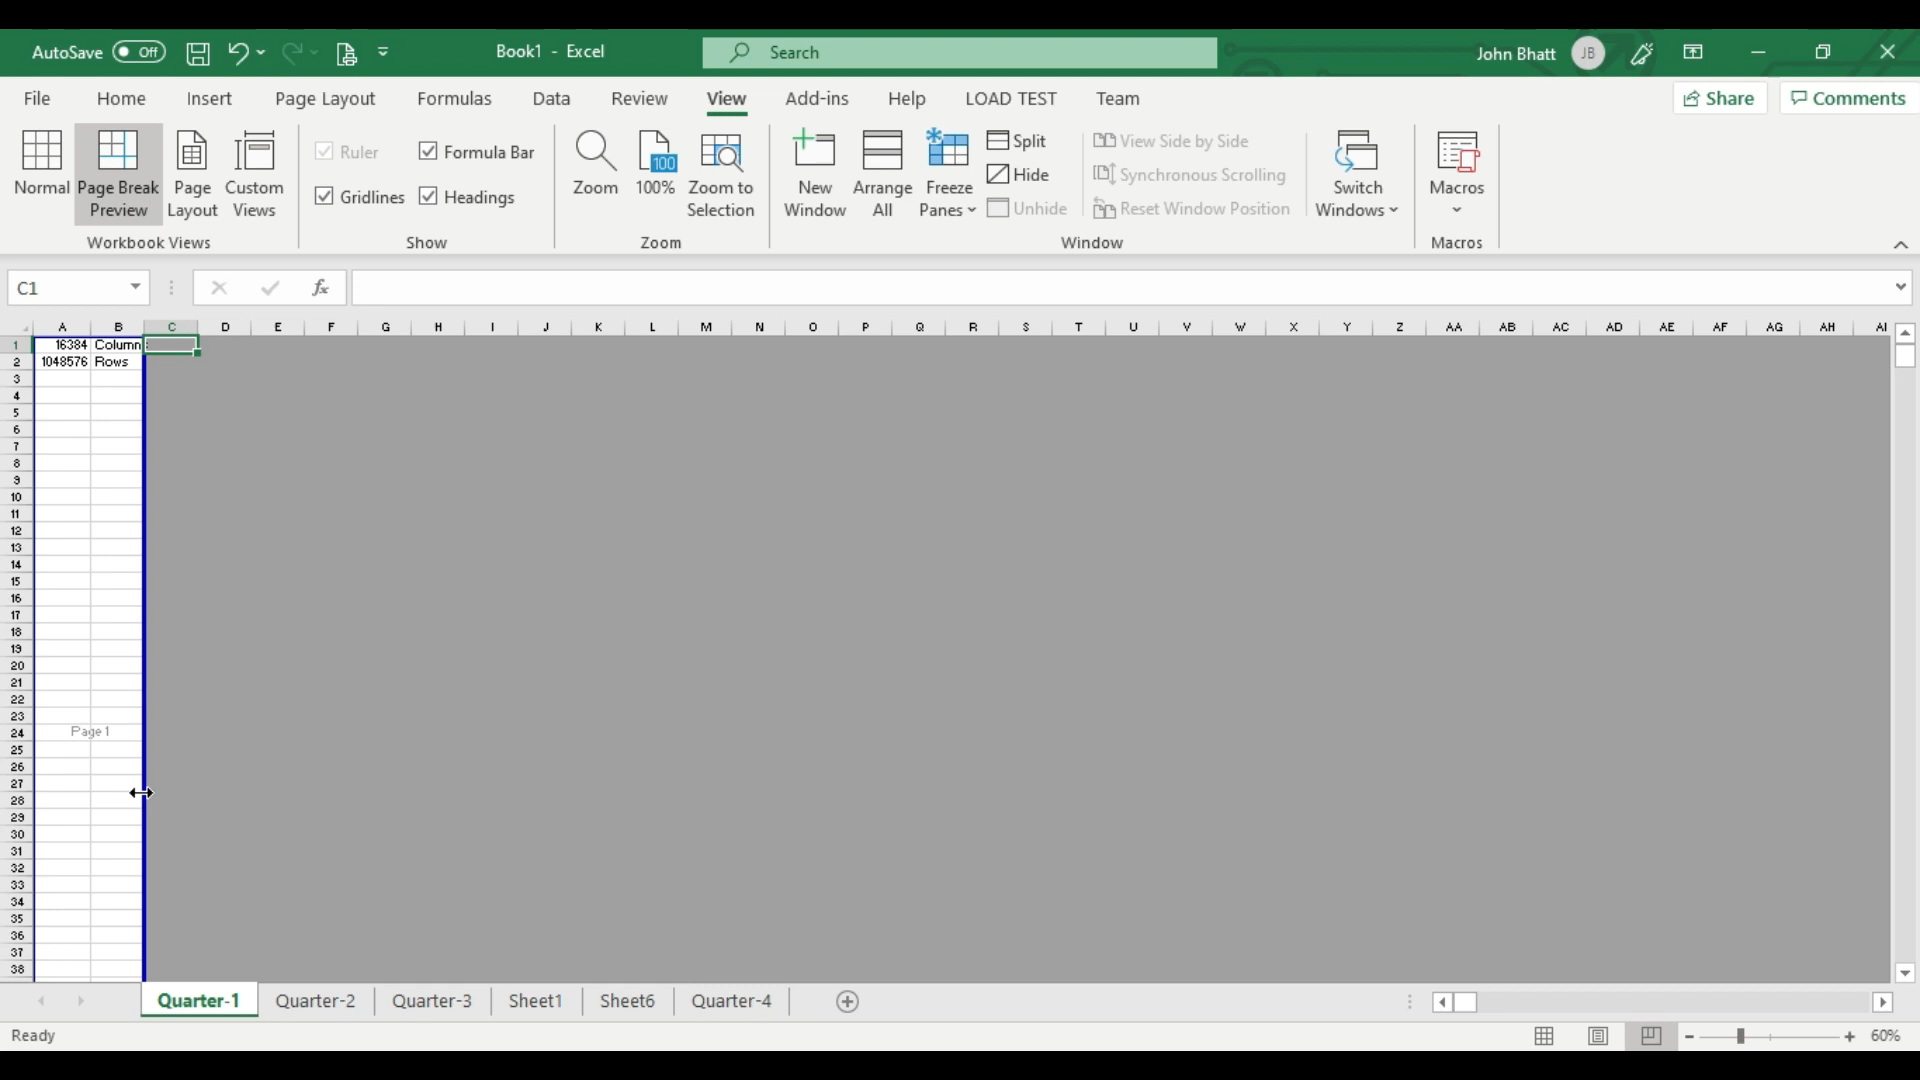 AutoSave Off Book1 - Excel Search John Bhatt JB
File Home Insert Page Layout Formulas Data Review View Add-ins Help LOAD TEST Team Share Comments
Normal Page Break Preview Page Layout Custom Views
Workbook Views
Ruler Formula Bar
Gridlines Headings
Show
Zoom 100 100% Zoom to Selection
Zoom
New Window Arrange All Freeze Panes
Split
Hide
Unhide
View Side by Side
Synchronous Scrolling
Reset Window Position
Switch Windows
Window
Macros
Macros
C1 fx
A B C D E F G H I J K L M N O P Q R S T U V W X Y Z AA AB AC AD AE AF AG AH AI
1 16384 Column
2 1048576 Rows
3
4
5
6
7
8
9
10
11
12
13
14
15
16
17
18
19
20
21
22
23
24 Page 1
25
26
27
28
29
30
31
32
33
34
35
36
37
38
Quarter-1 Quarter-2 Quarter-3 Sheet1 Sheet6 Quarter-4
Ready 60%